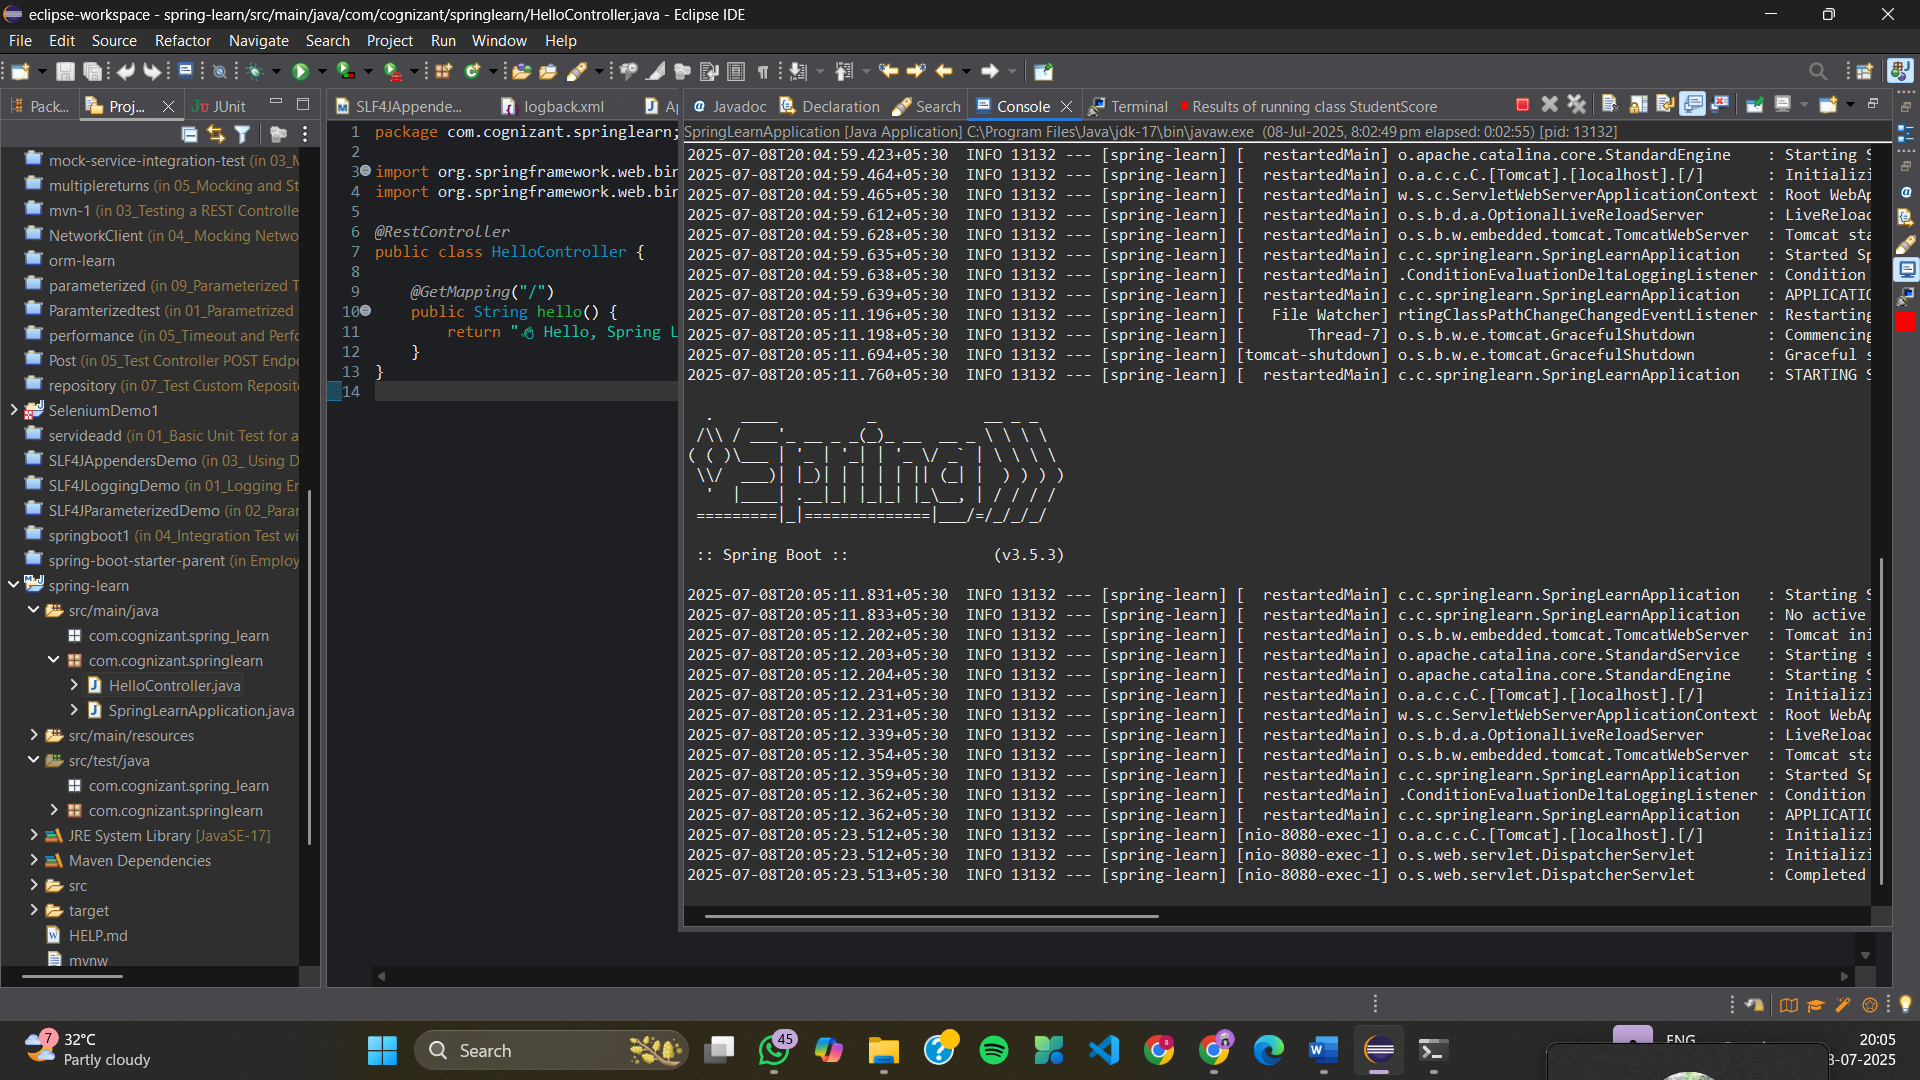 eclipse-workspace - spring-learn/src/main/java/com/cognizant/springlearn/HelloController.java - Eclipse IDE
File Edit Source Refactor Navigate Search Project Run Window Help
Pack... Proj... JUnit
mock-service-integration-test (in 03_M
multiplereturns (in 05_Mocking and St
mvn-1 (in 03_Testing a REST Controlle
NetworkClient (in 04_ Mocking Netwo
orm-learn
parameterized (in 09_Parameterized T
Paramterizedtest (in 01_Parametrized
performance (in 05_Timeout and Perfo
Post (in 05_Test Controller POST Endpo
repository (in 07_Test Custom Reposit
SeleniumDemo1
servideadd (in 01_Basic Unit Test for a
SLF4JAppendersDemo (in 03_ Using D
SLF4JLoggingDemo (in 01_Logging Er
SLF4JParameterizedDemo (in 02_Parar
springboot1 (in 04_Integration Test wi
spring-boot-starter-parent (in Employ
spring-learn
src/main/java
com.cognizant.spring_learn
com.cognizant.springlearn
HelloController.java
SpringLearnApplication.java
src/main/resources
src/test/java
com.cognizant.spring_learn
com.cognizant.springlearn
JRE System Library [JavaSE-17]
Maven Dependencies
src
target
HELP.md
mvnw
SLF4JAppende... logback.xml Ap
1 package com.cognizant.springlearn;
2
3 import org.springframework.web.bin
4 import org.springframework.web.bin
5
6 @RestController
7 public class HelloController {
8
9 @GetMapping("/")
10 public String hello() {
11 return "👋 Hello, Spring L
12 }
13 }
14
Javadoc Declaration Search Console Terminal Results of running class StudentScore
SpringLearnApplication [Java Application] C:\Program Files\Java\jdk-17\bin\javaw.exe (08-Jul-2025, 8:02:49 pm elapsed: 0:02:55) [pid: 13132]
2025-07-08T20:04:59.423+05:30 INFO 13132 --- [spring-learn] [ restartedMain] o.apache.catalina.core.StandardEngine : Starting S
2025-07-08T20:04:59.464+05:30 INFO 13132 --- [spring-learn] [ restartedMain] o.a.c.c.C.[Tomcat].[localhost].[/] : Initializi
2025-07-08T20:04:59.465+05:30 INFO 13132 --- [spring-learn] [ restartedMain] w.s.c.ServletWebServerApplicationContext : Root WebAp
2025-07-08T20:04:59.612+05:30 INFO 13132 --- [spring-learn] [ restartedMain] o.s.b.d.a.OptionalLiveReloadServer : LiveReload
2025-07-08T20:04:59.628+05:30 INFO 13132 --- [spring-learn] [ restartedMain] o.s.b.w.embedded.tomcat.TomcatWebServer : Tomcat sta
2025-07-08T20:04:59.635+05:30 INFO 13132 --- [spring-learn] [ restartedMain] c.c.springlearn.SpringLearnApplication : Started Sp
2025-07-08T20:04:59.638+05:30 INFO 13132 --- [spring-learn] [ restartedMain] .ConditionEvaluationDeltaLoggingListener : Condition
2025-07-08T20:04:59.639+05:30 INFO 13132 --- [spring-learn] [ restartedMain] c.c.springlearn.SpringLearnApplication : APPLICATIO
2025-07-08T20:05:11.196+05:30 INFO 13132 --- [spring-learn] [ File Watcher] rtingClassPathChangeChangedEventListener : Restarting
2025-07-08T20:05:11.198+05:30 INFO 13132 --- [spring-learn] [ Thread-7] o.s.b.w.e.tomcat.GracefulShutdown : Commencing
2025-07-08T20:05:11.694+05:30 INFO 13132 --- [spring-learn] [tomcat-shutdown] o.s.b.w.e.tomcat.GracefulShutdown : Graceful s
2025-07-08T20:05:11.760+05:30 INFO 13132 --- [spring-learn] [ restartedMain] c.c.springlearn.SpringLearnApplication : STARTING S
Spring
:: Spring Boot :: (v3.5.3)
2025-07-08T20:05:11.831+05:30 INFO 13132 --- [spring-learn] [ restartedMain] c.c.springlearn.SpringLearnApplication : Starting S
2025-07-08T20:05:11.833+05:30 INFO 13132 --- [spring-learn] [ restartedMain] c.c.springlearn.SpringLearnApplication : No active
2025-07-08T20:05:12.202+05:30 INFO 13132 --- [spring-learn] [ restartedMain] o.s.b.w.embedded.tomcat.TomcatWebServer : Tomcat ini
2025-07-08T20:05:12.203+05:30 INFO 13132 --- [spring-learn] [ restartedMain] o.apache.catalina.core.StandardService : Starting s
2025-07-08T20:05:12.204+05:30 INFO 13132 --- [spring-learn] [ restartedMain] o.apache.catalina.core.StandardEngine : Starting S
2025-07-08T20:05:12.231+05:30 INFO 13132 --- [spring-learn] [ restartedMain] o.a.c.c.C.[Tomcat].[localhost].[/] : Initializi
2025-07-08T20:05:12.231+05:30 INFO 13132 --- [spring-learn] [ restartedMain] w.s.c.ServletWebServerApplicationContext : Root WebAp
2025-07-08T20:05:12.339+05:30 INFO 13132 --- [spring-learn] [ restartedMain] o.s.b.d.a.OptionalLiveReloadServer : LiveReload
2025-07-08T20:05:12.354+05:30 INFO 13132 --- [spring-learn] [ restartedMain] o.s.b.w.embedded.tomcat.TomcatWebServer : Tomcat sta
2025-07-08T20:05:12.359+05:30 INFO 13132 --- [spring-learn] [ restartedMain] c.c.springlearn.SpringLearnApplication : Started Sp
2025-07-08T20:05:12.362+05:30 INFO 13132 --- [spring-learn] [ restartedMain] .ConditionEvaluationDeltaLoggingListener : Condition
2025-07-08T20:05:12.362+05:30 INFO 13132 --- [spring-learn] [ restartedMain] c.c.springlearn.SpringLearnApplication : APPLICATIO
2025-07-08T20:05:23.512+05:30 INFO 13132 --- [spring-learn] [nio-8080-exec-1] o.a.c.c.C.[Tomcat].[localhost].[/] : Initializi
2025-07-08T20:05:23.512+05:30 INFO 13132 --- [spring-learn] [nio-8080-exec-1] o.s.web.servlet.DispatcherServlet : Initializi
2025-07-08T20:05:23.513+05:30 INFO 13132 --- [spring-learn] [nio-8080-exec-1] o.s.web.servlet.DispatcherServlet : Completed
7 32°C
Partly cloudy
Search
45
ENG
20:05
8-07-2025